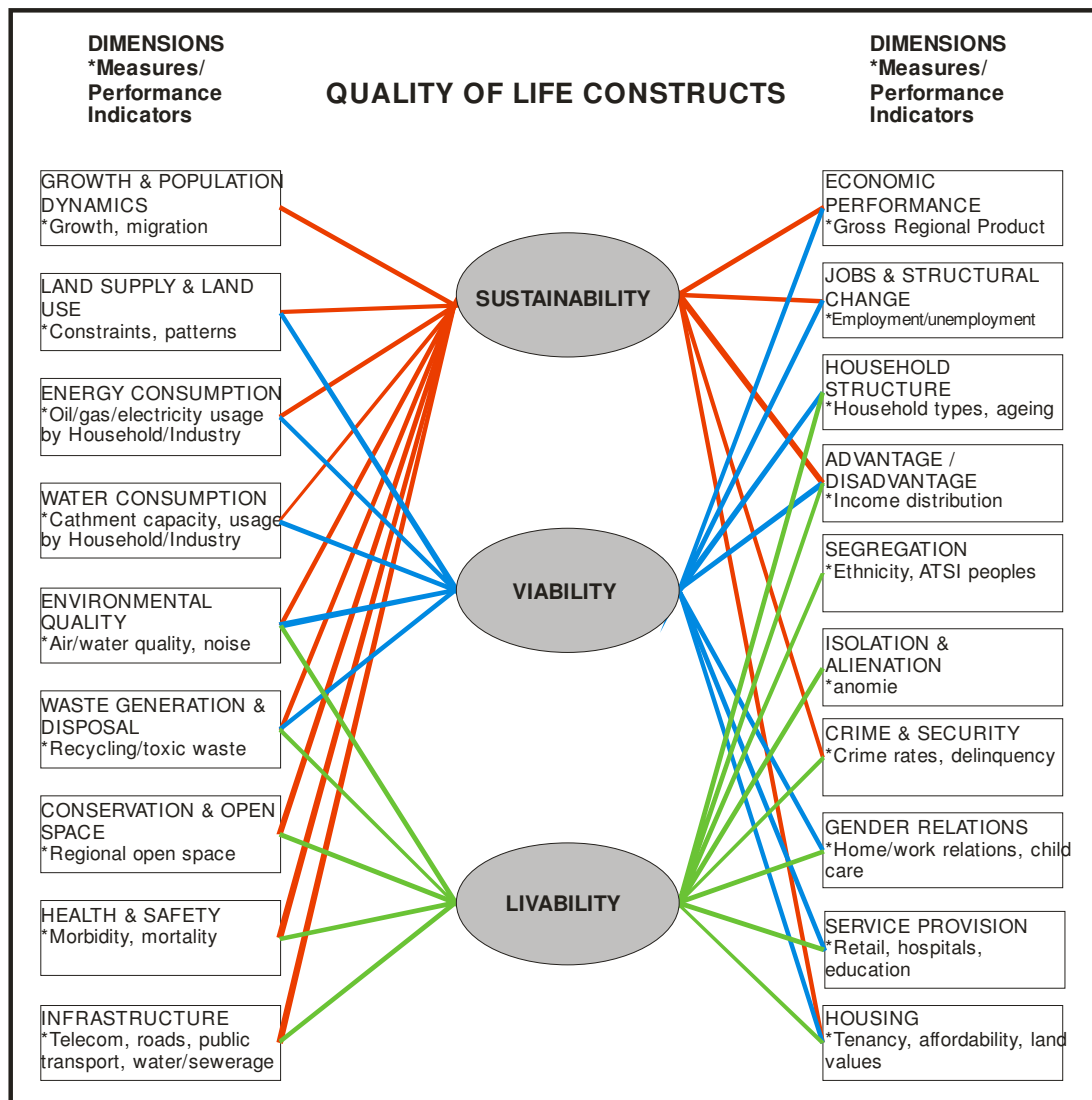 DIMENSIONS
*Measures/
Performance
Indicators
QUALITY OF LIFE CONSTRUCTS
DIMENSIONS
*Measures/
Performance
Indicators
GROWTH & POPULATION
DYNAMICS
*Growth, migration
LAND SUPPLY & LAND
USE
*Constraints, patterns
ENERGY CONSUMPTION
*Oil/gas/electricity usage
by Household/Industry
WATER CONSUMPTION
*Cathment capacity, usage
by Household/Industry
ENVIRONMENTAL
QUALITY
*Air/water quality, noise
WASTE GENERATION &
DISPOSAL
*Recycling/toxic waste
CONSERVATION & OPEN
SPACE
*Regional open space
HEALTH & SAFETY
*Morbidity, mortality
INFRASTRUCTURE
*Telecom, roads, public
transport, water/sewerage
SUSTAINABILITY
VIABILITY
LIVABILITY
ECONOMIC
PERFORMANCE
*Gross Regional Product
JOBS & STRUCTURAL
CHANGE
*Employment/unemployment
HOUSEHOLD
STRUCTURE
*Household types, ageing
ADVANTAGE /
DISADVANTAGE
*Income distribution
SEGREGATION
*Ethnicity, ATSI peoples
ISOLATION &
ALIENATION
*anomie
CRIME & SECURITY
*Crime rates, delinquency
GENDER RELATIONS
*Home/work relations, child
care
SERVICE PROVISION
*Retail, hospitals,
education
HOUSING
*Tenancy, affordability, land
values